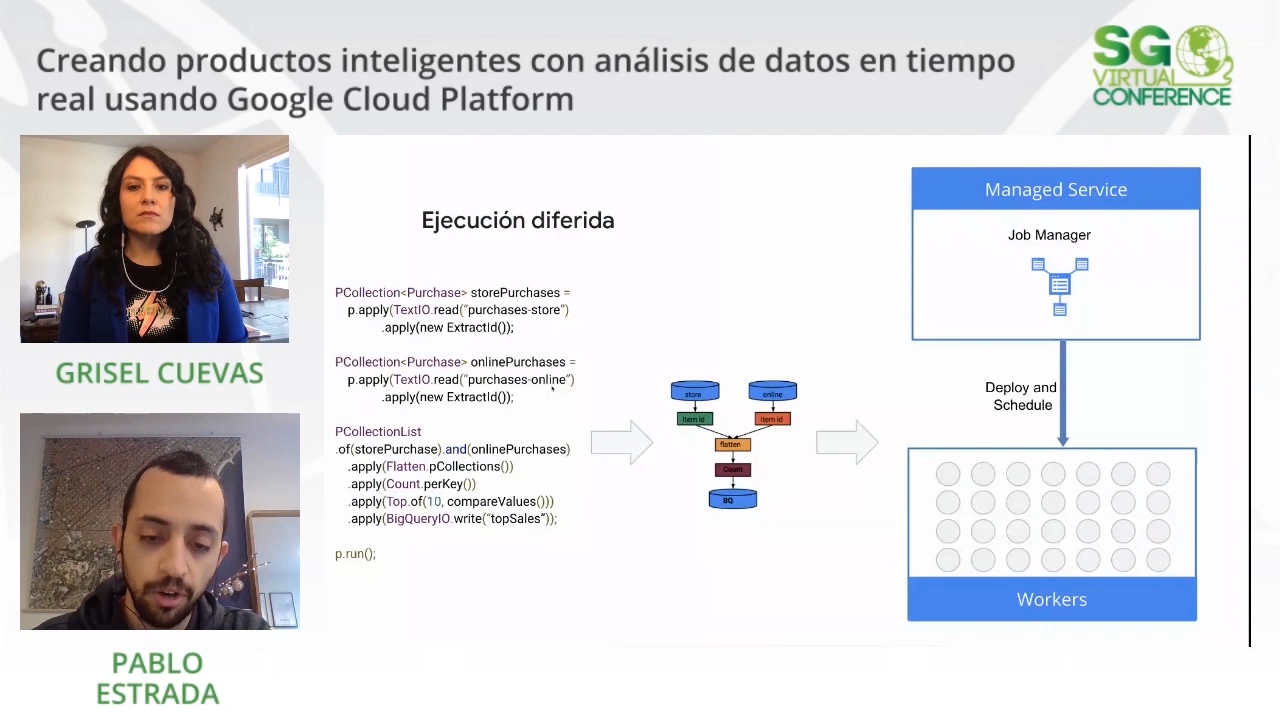 Creando productos inteligentes con análisis de datos en tiempo
real usando Google Cloud Platform
SG
VIRTUAL
CONFERENCE
GRISEL CUEVAS
PABLO
ESTRADA
Ejecución diferida
PCollection<Purchase> storePurchases =
p.apply(TextIO.read(“purchases-store”)
.apply(new ExtractId());
PCollection<Purchase> onlinePurchases =
p.apply(TextIO.read(“purchases-online”)
.apply(new ExtractId());
PCollectionList
.of(storePurchase).and(onlinePurchases)
.apply(Flatten.pCollections())
.apply(Count.perKey())
.apply(Top.of(10, compareValues()))
.apply(BigQueryIO.write(“topSales”));
p.run();
store
online
Item id
Item id
flatten
Count
BQ
Managed Service
Job Manager
Deploy and
Schedule
Workers